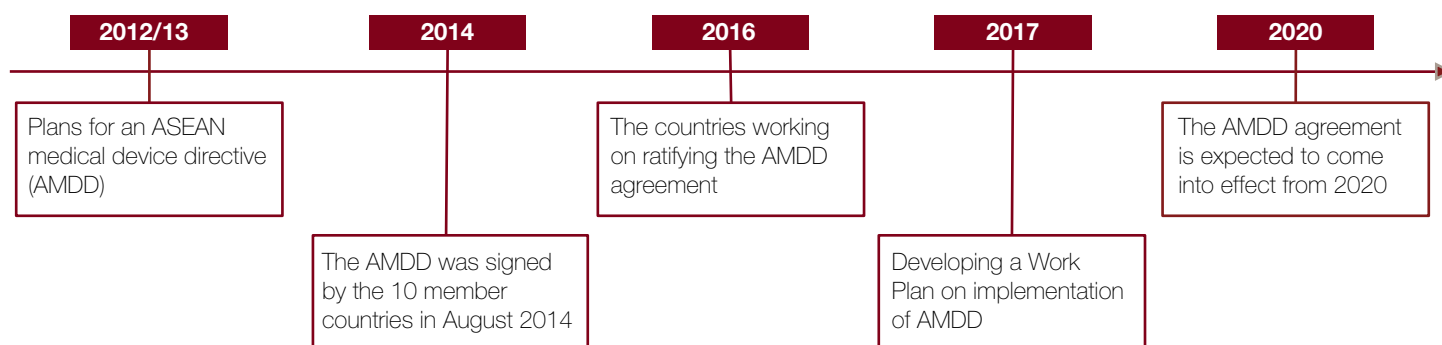 2012/13
Plans for an ASEAN
medical device directive
(AMDD)
2014
The AMDD was signed
by the 10 member
countries in August 2014
2016
The countries working
on ratifying the AMDD
agreement
2017
Developing a Work
Plan on implementation
of AMDD
2020
The AMDD agreement
is expected to come
into effect from 2020